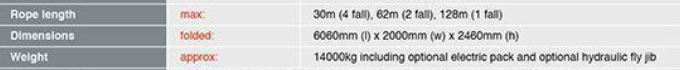 Rope length max: 30m (4 fall), 62m (2 fall), 128m (1 fall)
Dimensions folded: 6060mm (l) x 2000mm (w) x 2460mm (h)
Weight approx: 14000kg including optional electric pack and optional hydraulic fly jib